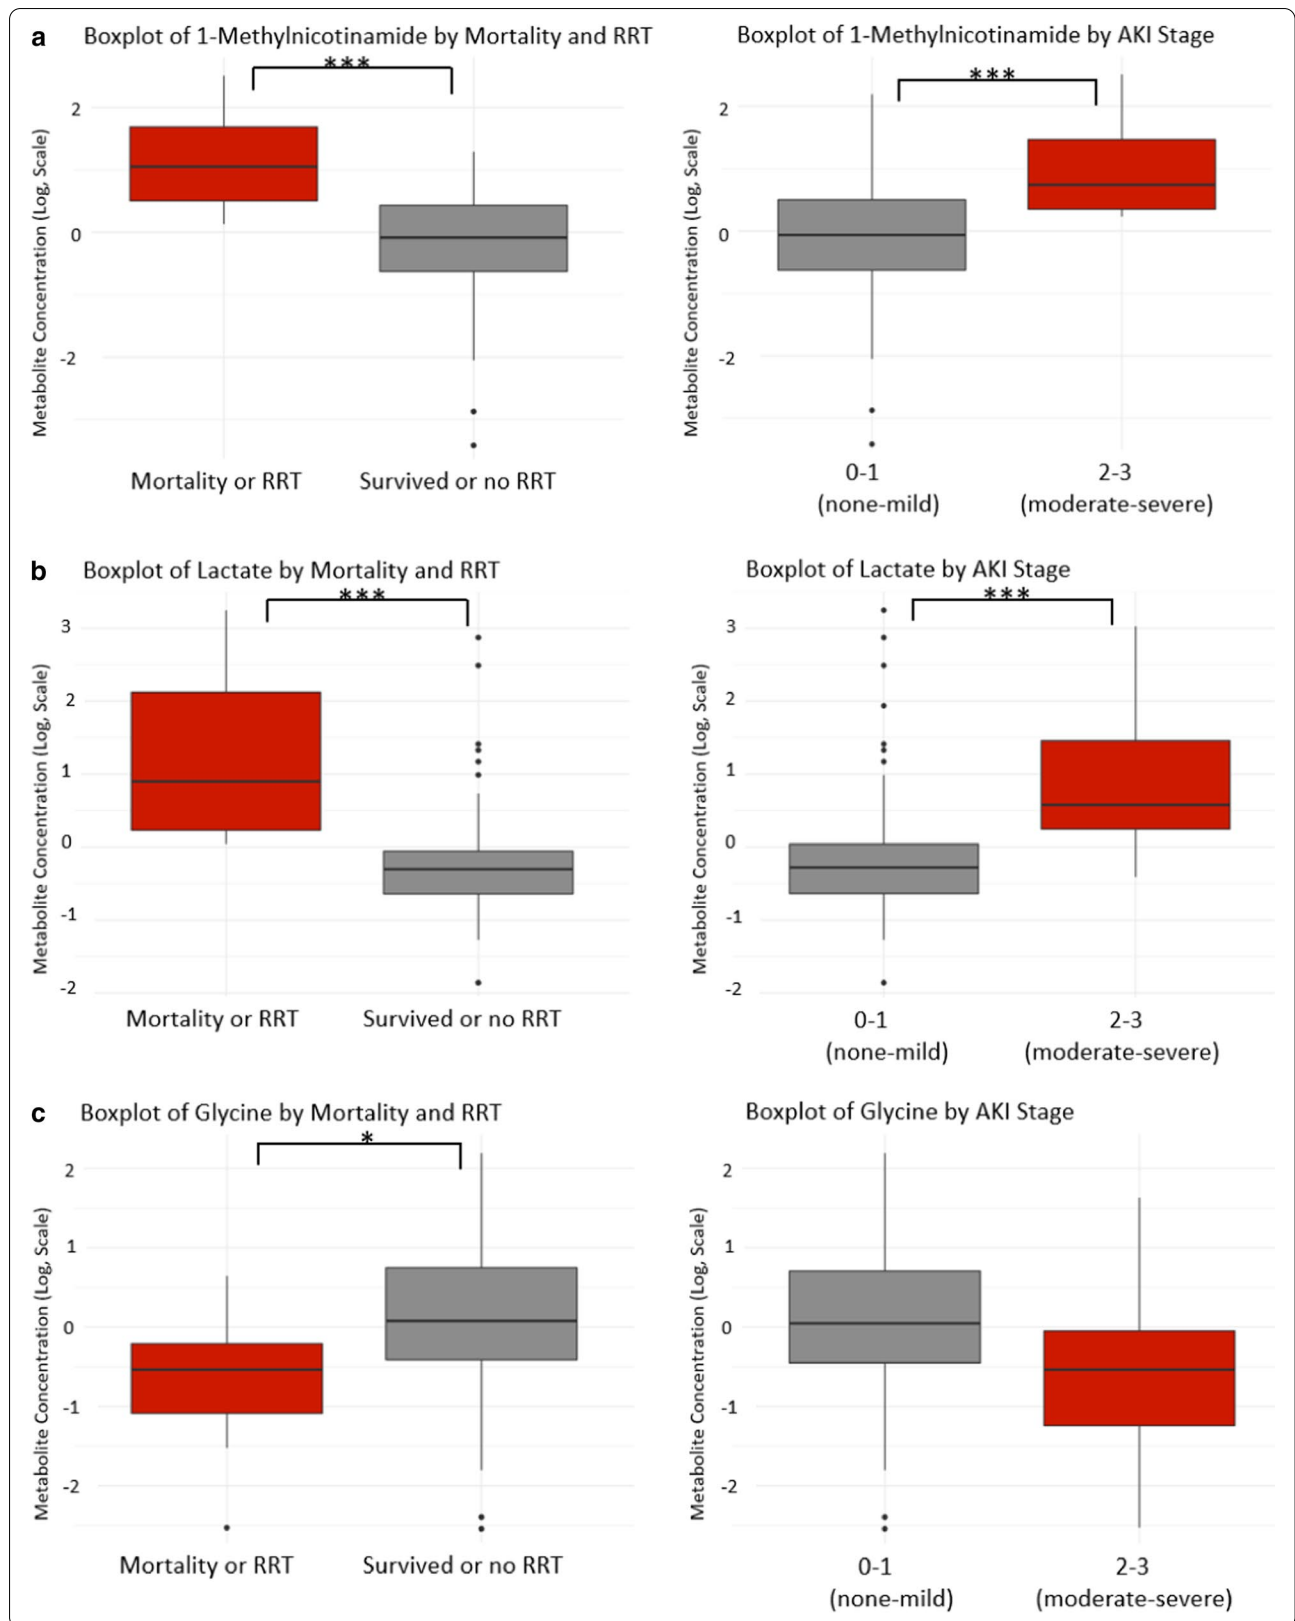 a
Boxplot of 1-Methylnicotinamide by Mortality and RRT
***
Metabolite Concentration (Log, Scale)
2
0
-2
Mortality or RRT
Survived or no RRT
Boxplot of 1-Methylnicotinamide by AKI Stage
***
Metabolite Concentration (Log, Scale)
2
0
-2
0-1
(none-mild)
2-3
(moderate-severe)
b
Boxplot of Lactate by Mortality and RRT
***
Metabolite Concentration (Log, Scale)
3
2
1
0
-1
-2
Mortality or RRT
Survived or no RRT
Boxplot of Lactate by AKI Stage
***
Metabolite Concentration (Log, Scale)
3
2
1
0
-1
-2
0-1
(none-mild)
2-3
(moderate-severe)
c
Boxplot of Glycine by Mortality and RRT
*
Metabolite Concentration (Log, Scale)
2
1
0
-1
-2
Mortality or RRT
Survived or no RRT
Boxplot of Glycine by AKI Stage
Metabolite Concentration (Log, Scale)
2
1
0
-1
-2
0-1
(none-mild)
2-3
(moderate-severe)